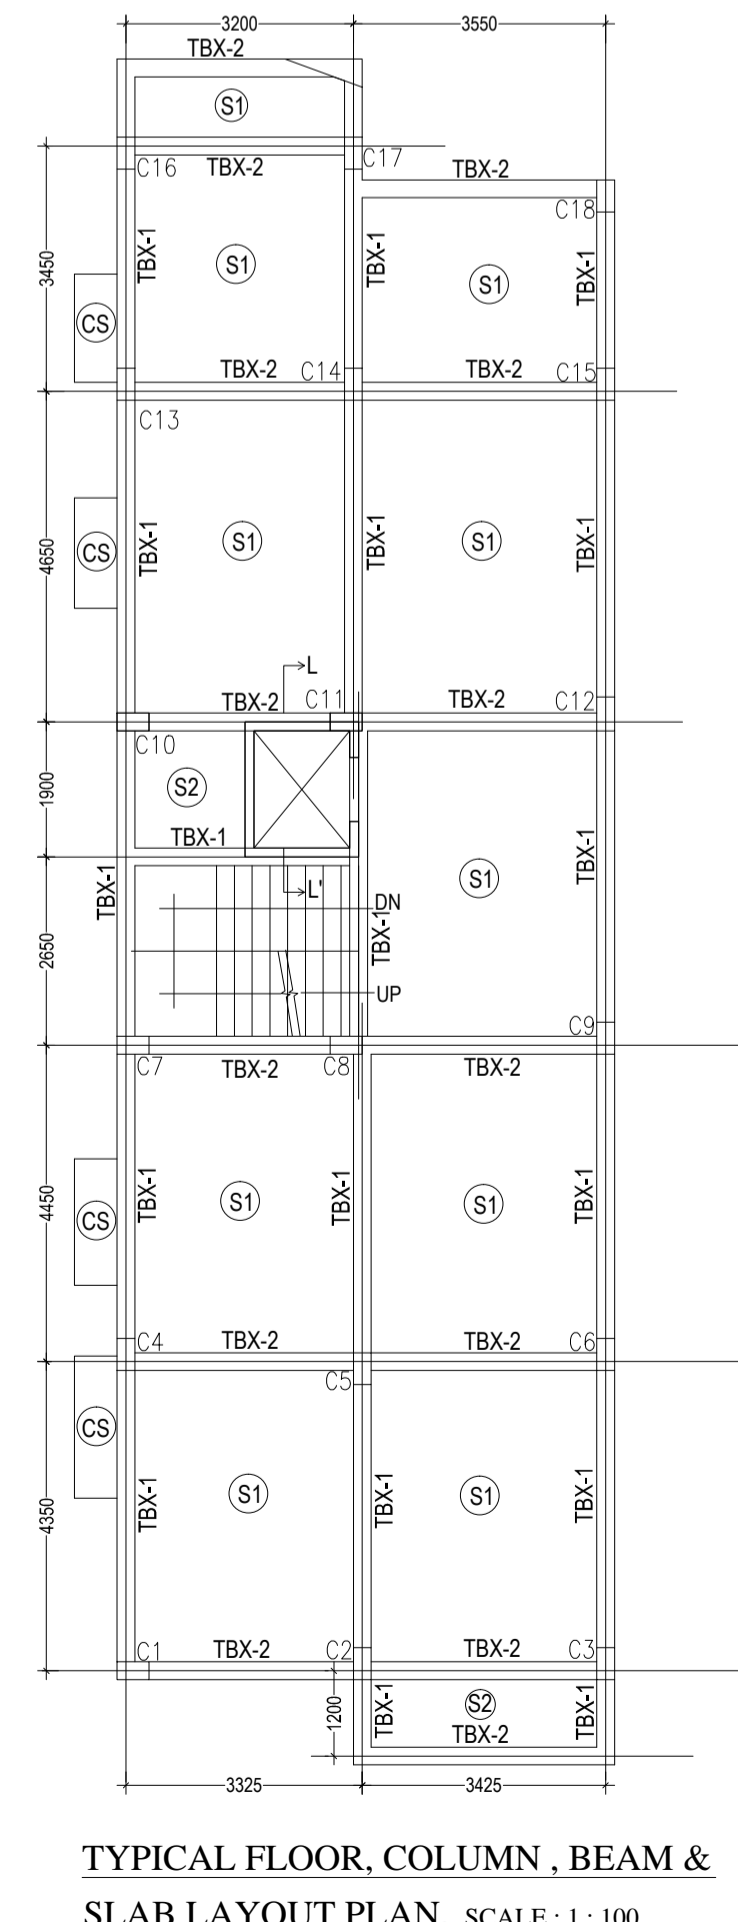 3200 3550
TBX-2
S1
C16 TBX-2 C17 TBX-2
C18
TBX-1 TBX-1 TBX-1
3450 S1 S1
CS
TBX-2 C14 TBX-2 C15
C13
4650 CS TBX-1 S1 TBX-1 S1 TBX-1
L
TBX-2 C11 TBX-2 C12
C10
1900 S2
TBX-1 TBX-1
S1
TBX-1 L' DN
2650 TBX-1
UP
C9
C7 TBX-2 C8 TBX-2
4450 CS TBX-1 S1 TBX-1 S1 TBX-1
C4 TBX-2 TBX-2 C6
C5
CS
4350 TBX-1 S1 TBX-1 S1 TBX-1
C1 TBX-2 C2 TBX-2 C3
1200 TBX-1 S2 TBX-1
TBX-2
3325 3425
TYPICAL FLOOR, COLUMN , BEAM &
SLAB LAYOUT PLAN SCALE : 1 : 100